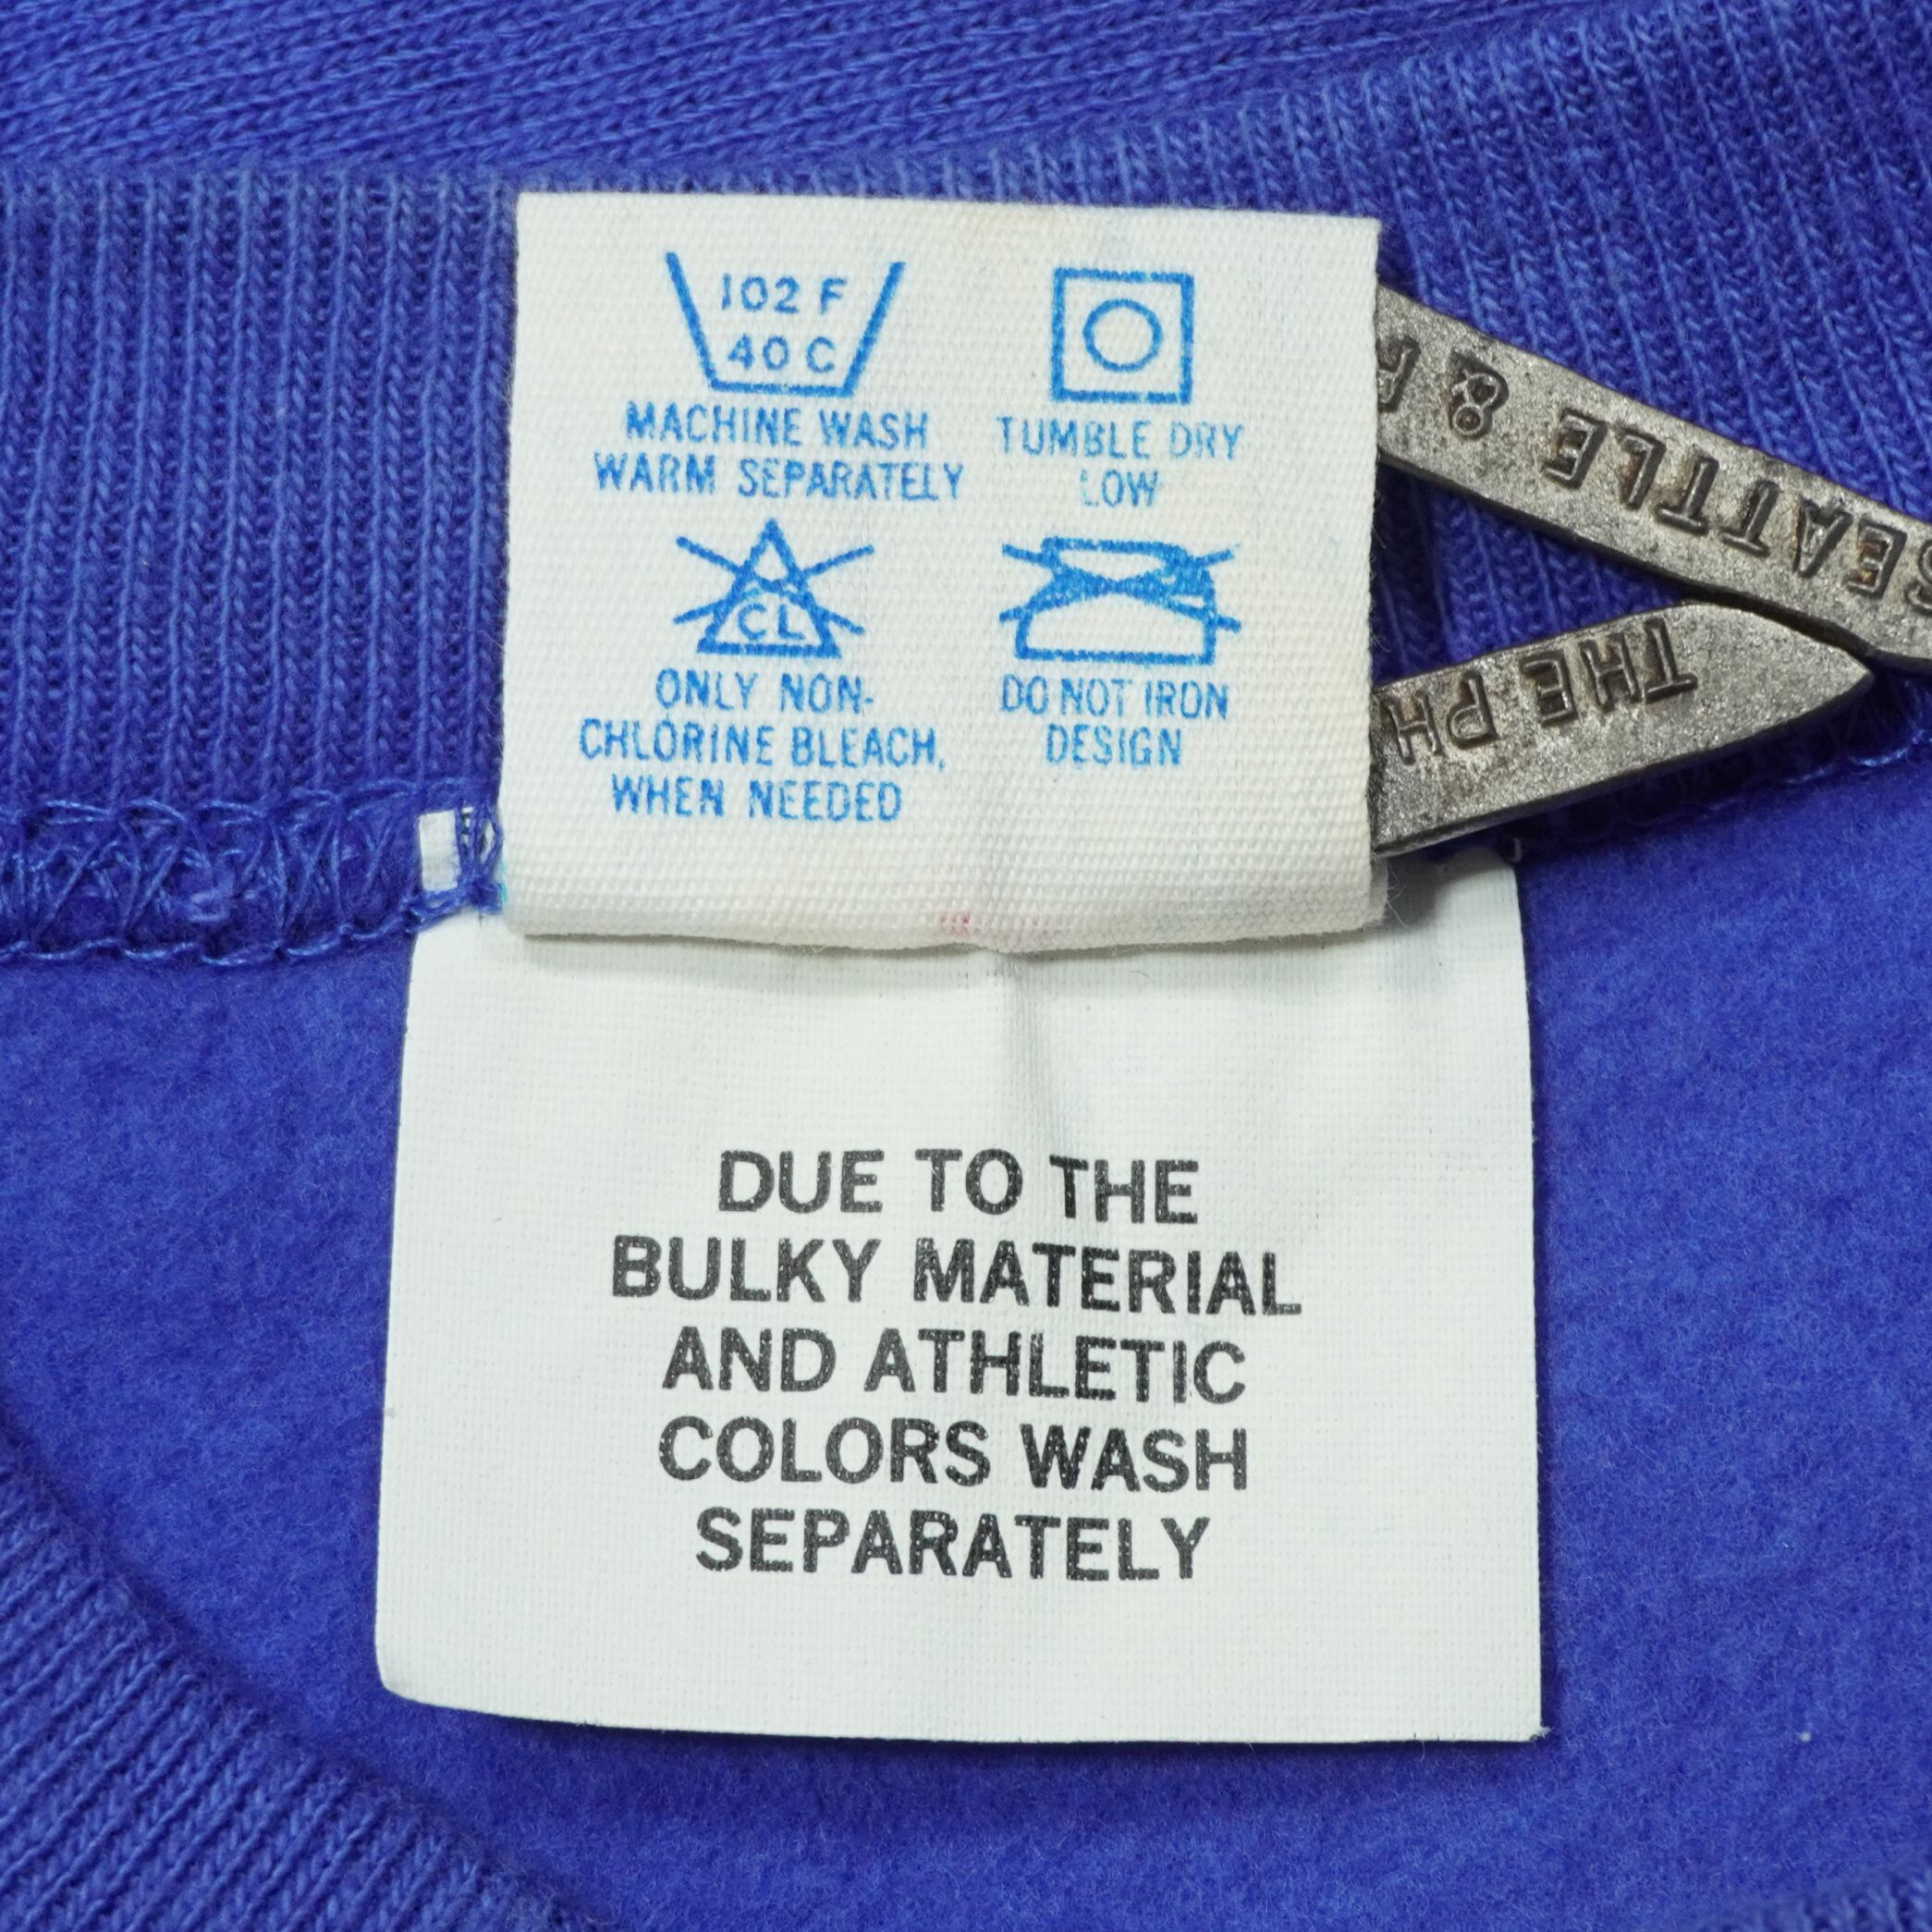 102 F
40 C
MACHINE WASH
WARM SEPARATELY
TUMBLE DRY
LOW
CL
ONLY NON-
CHLORINE BLEACH,
WHEN NEEDED
DO NOT IRON
DESIGN
SEATTLE &
THE
DUE TO THE
BULKY MATERIAL
AND ATHLETIC
COLORS WASH
SEPARATELY